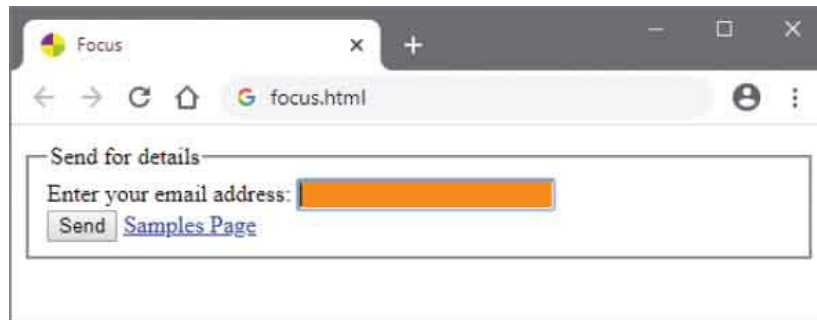 Focus
focus.html
Send for details
Enter your email address:
Send Samples Page